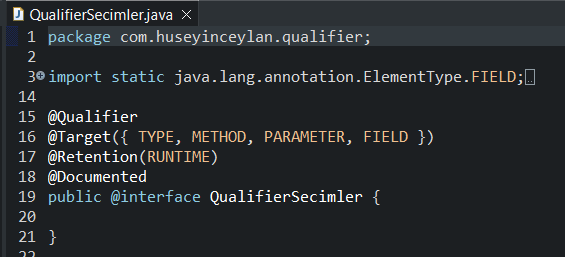 QualifierSecimler.java
1 package com.huseyinceylan.qualifier;
2
3 import static java.lang.annotation.ElementType.FIELD;
14
15 @Qualifier
16 @Target({ TYPE, METHOD, PARAMETER, FIELD })
17 @Retention(RUNTIME)
18 @Documented
19 public @interface QualifierSecimler {
20
21 }
22